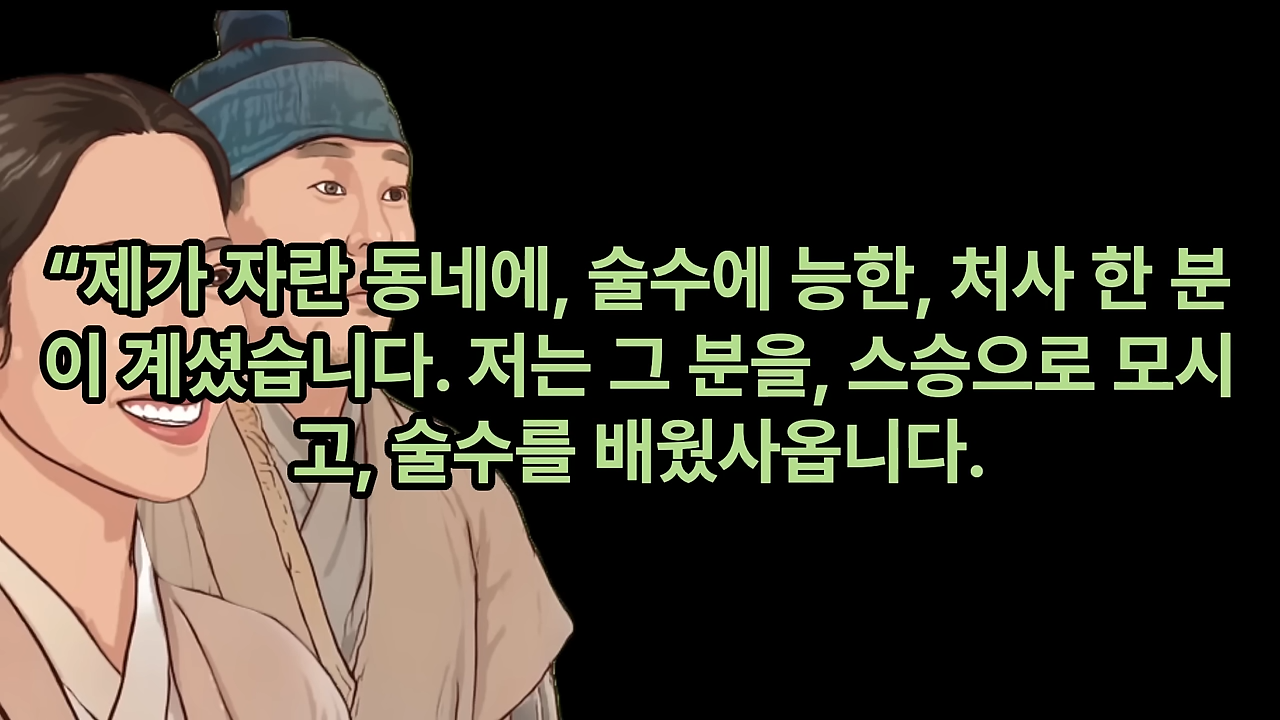 “제가 자란 동네에, 술수에 능한, 처사 한 분
이 계셨습니다. 저는 그 분을, 스승으로 모시
고, 술수를 배웠사옵니다.